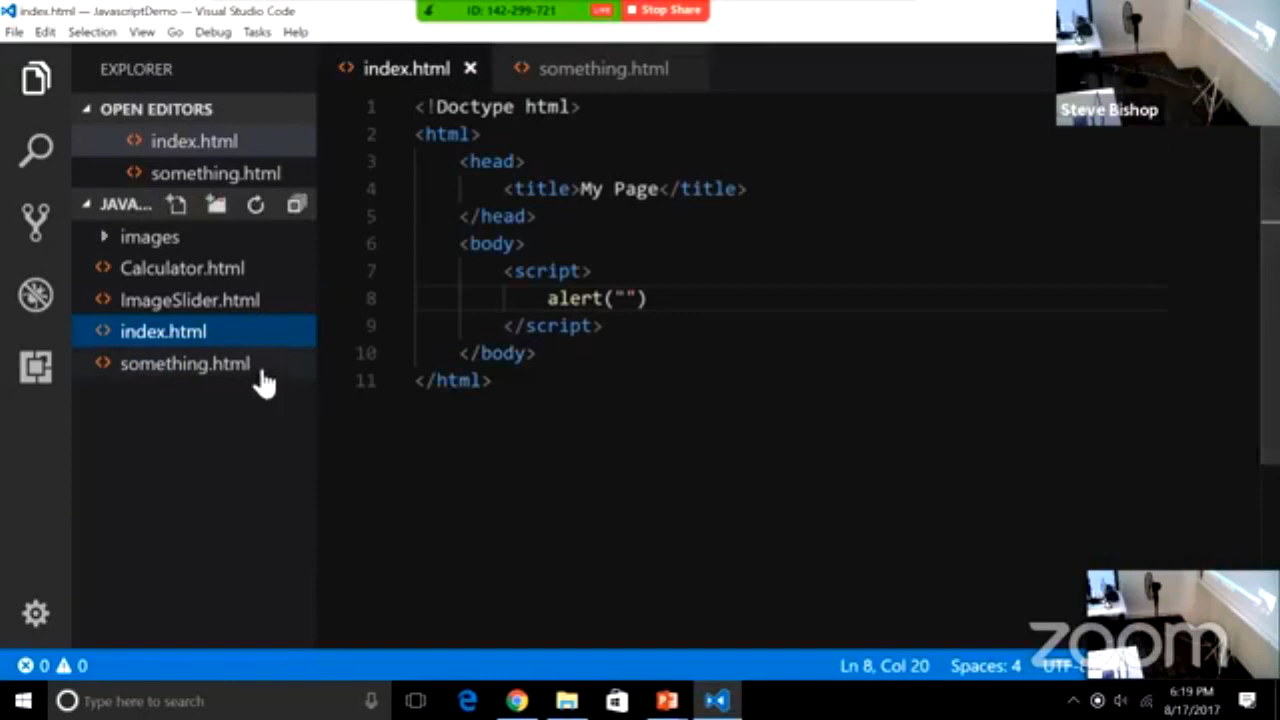 index.html — JavascriptDemo — Visual Studio Code
ID: 142-299-721
LIVE
Stop Share
File Edit Selection View Go Debug Tasks Help
EXPLORER
index.html
something.html
Steve Bishop
OPEN EDITORS
index.html
something.html
JAVA...
images
Calculator.html
ImageSlider.html
index.html
something.html
1 <!Doctype html>
2 <html>
3 <head>
4 <title>My Page</title>
5 </head>
6 <body>
7 <script>
8 alert("")
9 </script>
10 </body>
11 </html>
zoom
0 0
Ln 8, Col 20 Spaces: 4
Type here to search
6:19 PM
8/17/2017